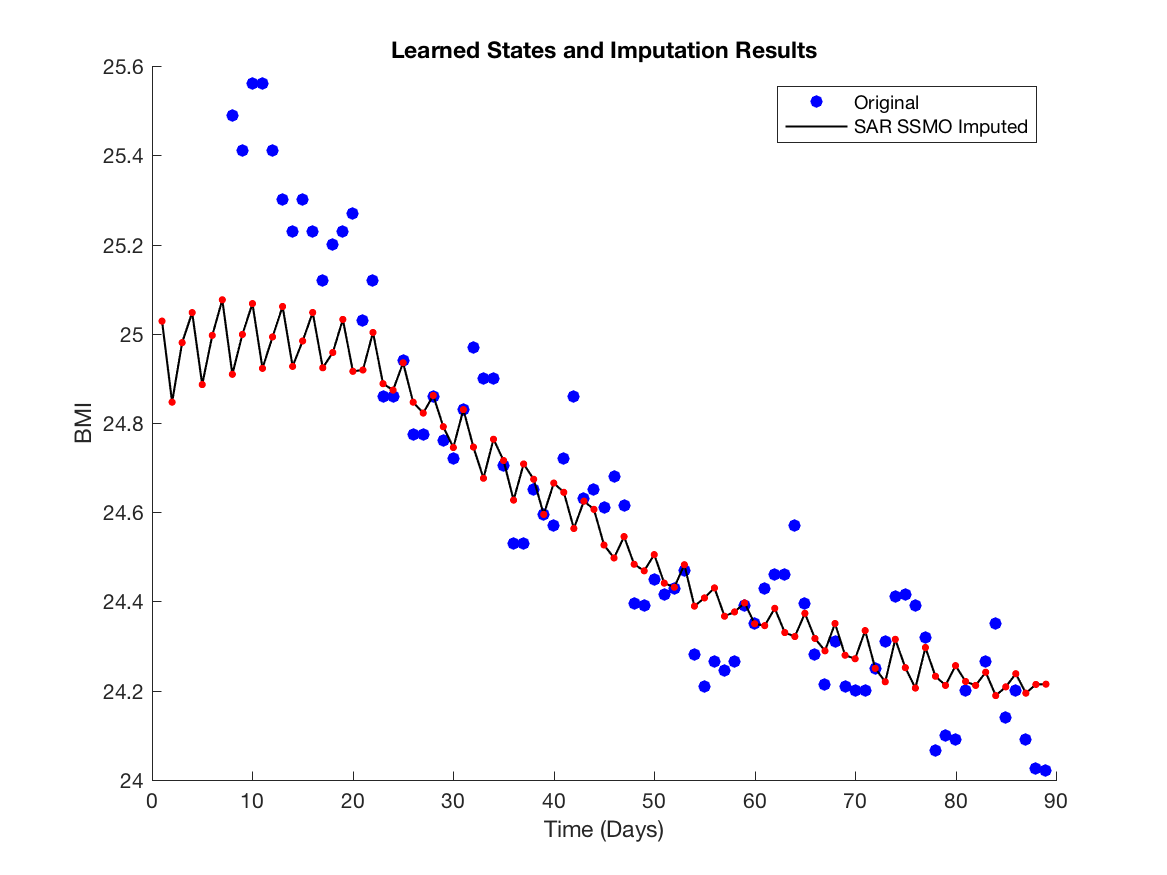 Learned States and Imputation Results
Original
SAR SSMO Imputed
BMI
25.6
25.4
25.2
25
24.8
24.6
24.4
24.2
24
0 10 20 30 40 50 60 70 80 90
Time (Days)